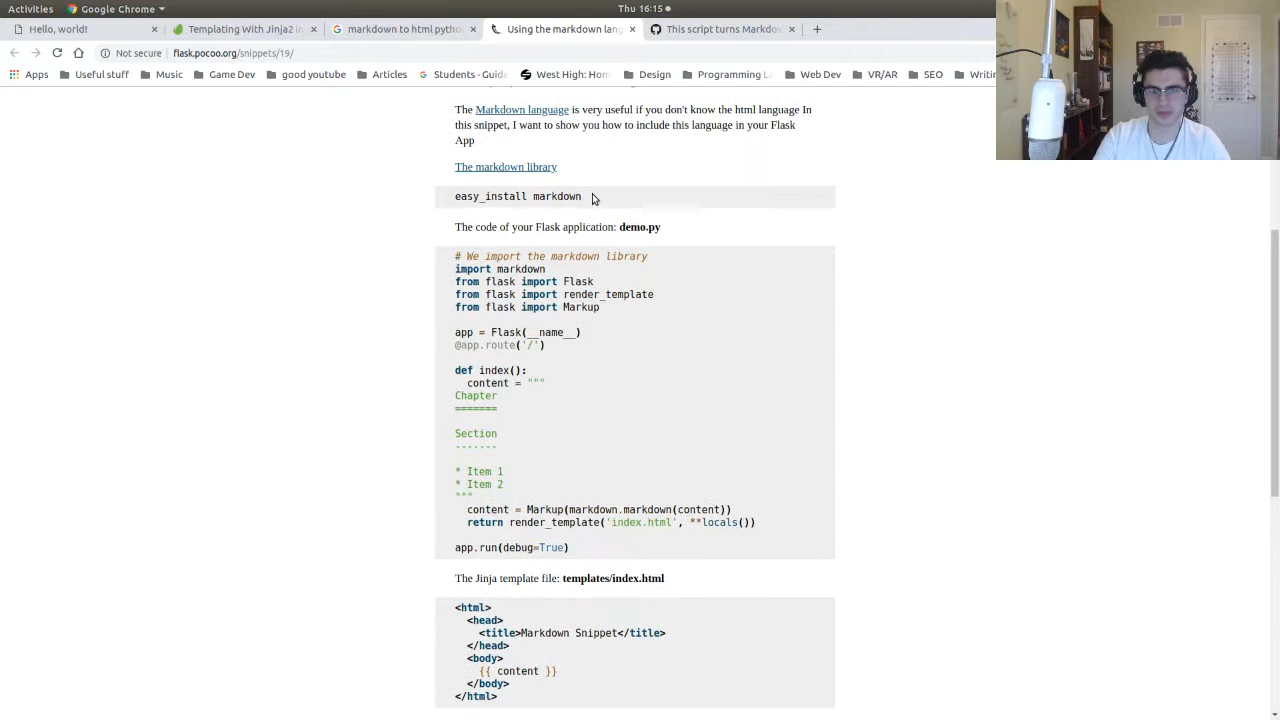 Activities
Google Chrome
Thu 16:15
Hello, world!
Templating With Jinja2 i
markdown to html python
Using the markdown lang
This script turns Markdow
Not secure
flask.pocoo.org/snippets/19/
Apps
Useful stuff
Music
Game Dev
good youtube
Articles
Students - Guide
West High: Hom
Design
Programming La
Web Dev
VR/AR
SEO
Writin
The Markdown language is very useful if you don't know the html language In
this snippet, I want to show you how to include this language in your Flask
App
The markdown library
easy_install markdown
The code of your Flask application: demo.py
# We import the markdown library
import markdown
from flask import Flask
from flask import render_template
from flask import Markup
app = Flask(__name__)
@app.route('/')
def index():
content = """
Chapter
=======
Section
-------
* Item 1
* Item 2
"""
content = Markup(markdown.markdown(content))
return render_template('index.html', **locals())
app.run(debug=True)
The Jinja template file: templates/index.html
<html>
<head>
<title>Markdown Snippet</title>
</head>
<body>
{{ content }}
</body>
</html>